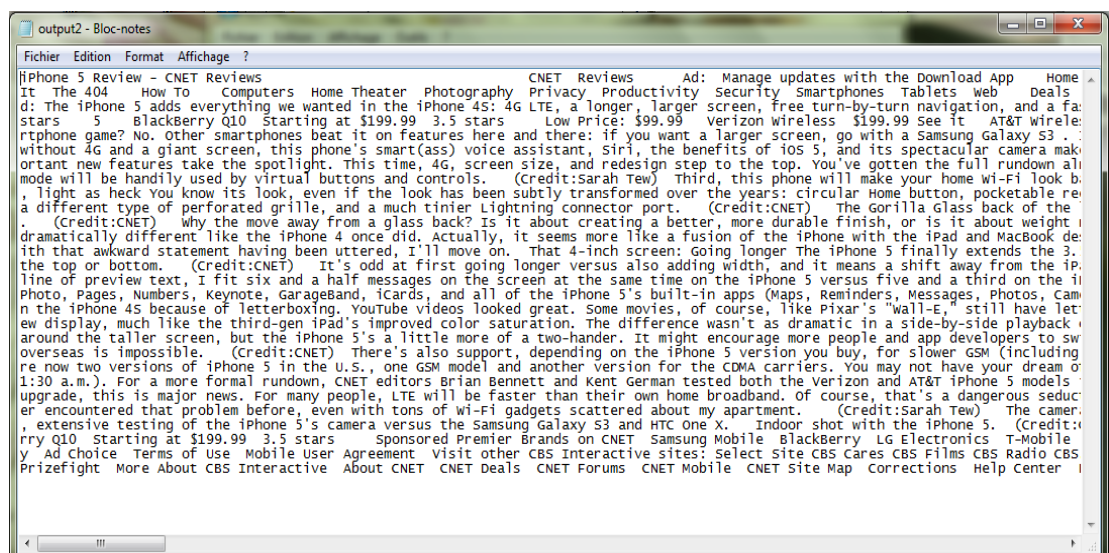 output2 - Bloc-notes
Fichier Edition Format Affichage ?
iPhone 5 Review - CNET Reviews CNET Reviews Ad: Manage updates with the Download App Home
It The 404 How To Computers Home Theater Photography Privacy Productivity Security Smartphones Tablets Web Deals
d: The iPhone 5 adds everything we wanted in the iPhone 4S: 4G LTE, a longer, larger screen, free turn-by-turn navigation, and a fa
stars 5 BlackBerry Q10 Starting at $199.99 3.5 stars Low Price: $99.99 Verizon Wireless $199.99 See it AT&T Wirele
rtphone game? No. Other smartphones beat it on features here and there: if you want a larger screen, go with a Samsung Galaxy S3 .
without 4G and a giant screen, this phone's smart(ass) voice assistant, Siri, the benefits of iOS 5, and its spectacular camera mak
ortant new features take the spotlight. This time, 4G, screen size, and redesign step to the top. You've gotten the full rundown al
mode will be handily used by virtual buttons and controls. (Credit:Sarah Tew) Third, this phone will make your home Wi-Fi look b
, light as heck You know its look, even if the look has been subtly transformed over the years: circular Home button, pocketable re
a different type of perforated grille, and a much tinier Lightning connector port. (Credit:CNET) The Gorilla Glass back of the
. (Credit:CNET) Why the move away from a glass back? Is it about creating a better, more durable finish, or is it about weight
dramatically different like the iPhone 4 once did. Actually, it seems more like a fusion of the iPhone with the iPad and MacBook de
ith that awkward statement having been uttered, I'll move on. That 4-inch screen: Going longer The iPhone 5 finally extends the 3.
the top or bottom. (Credit:CNET) It's odd at first going longer versus also adding width, and it means a shift away from the iP
line of preview text, I fit six and a half messages on the screen at the same time on the iPhone 5 versus five and a third on the i
Photo, Pages, Numbers, Keynote, GarageBand, iCards, and all of the iPhone 5's built-in apps (Maps, Reminders, Messages, Photos, Cam
n the iPhone 4S because of letterboxing. YouTube videos looked great. Some movies, of course, like Pixar's "Wall-E," still have let
ew display, much like the third-gen iPad's improved color saturation. The difference wasn't as dramatic in a side-by-side playback
around the taller screen, but the iPhone 5's a little more of a two-hander. It might encourage more people and app developers to sw
overseas is impossible. (Credit:CNET) There's also support, depending on the iPhone 5 version you buy, for slower GSM (including
re now two versions of iPhone 5 in the U.S., one GSM model and another version for the CDMA carriers. You may not have your dream o
1:30 a.m.). For a more formal rundown, CNET editors Brian Bennett and Kent German tested both the Verizon and AT&T iPhone 5 models
upgrade, this is major news. For many people, LTE will be faster than their own home broadband. Of course, that's a dangerous seduc
er encountered that problem before, even with tons of Wi-Fi gadgets scattered about my apartment. (Credit:Sarah Tew) The camer
, extensive testing of the iPhone 5's camera versus the Samsung Galaxy S3 and HTC One X. Indoor shot with the iPhone 5. (Credit:
rry Q10 Starting at $199.99 3.5 stars Sponsored Premier Brands on CNET Samsung Mobile BlackBerry LG Electronics T-Mobile
y Ad Choice Terms of Use Mobile User Agreement Visit other CBS Interactive sites: Select Site CBS Cares CBS Films CBS Radio CBS
Prizefight More About CBS Interactive About CNET CNET Deals CNET Forums CNET Mobile CNET Site Map Corrections Help Center